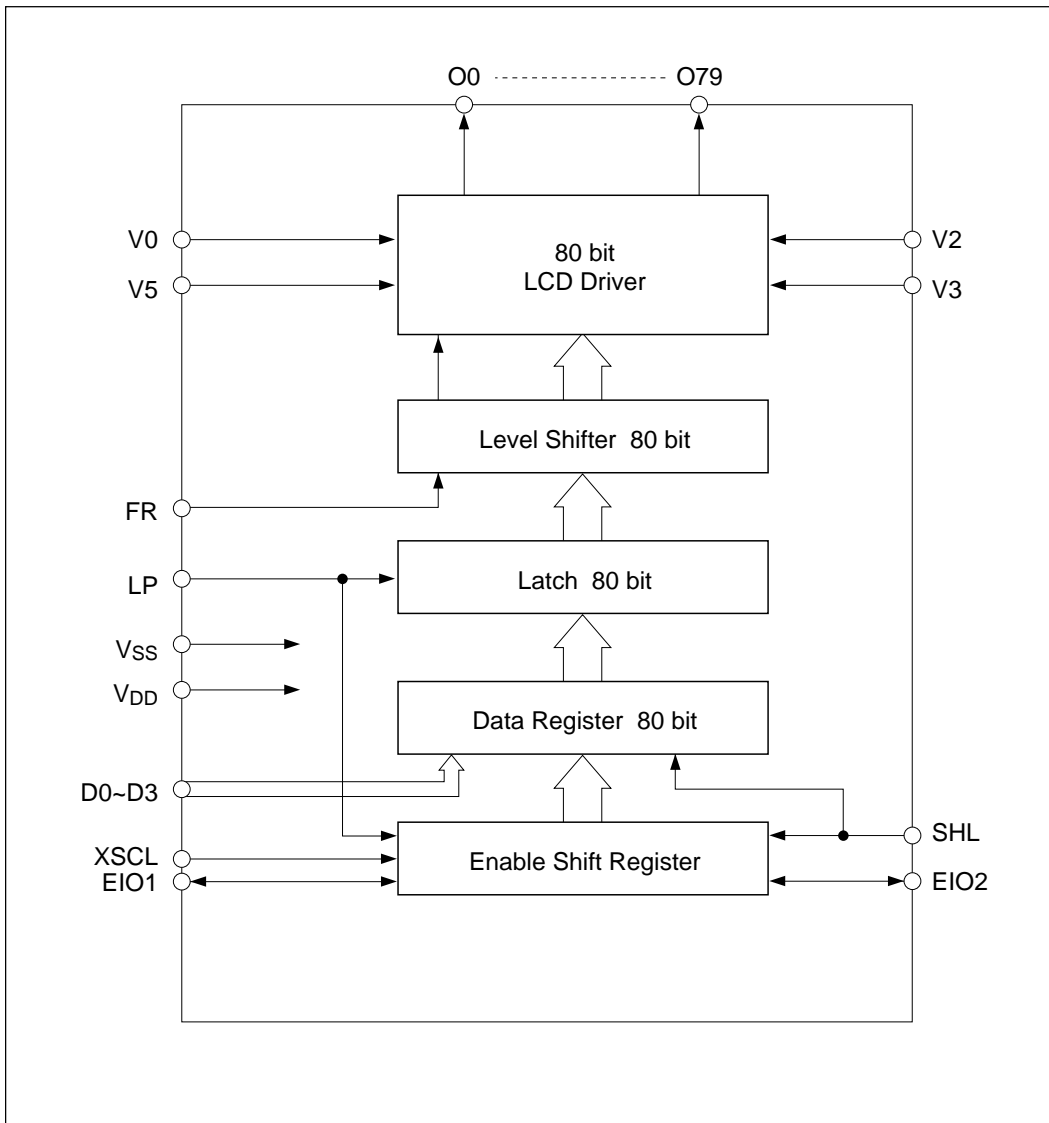 O0 O79
V0
V5
80 bit
LCD Driver
V2
V3
Level Shifter 80 bit
FR
LP
Latch 80 bit
VSS
VDD
Data Register 80 bit
D0~D3
XSCL
EIO1
Enable Shift Register
SHL
EIO2